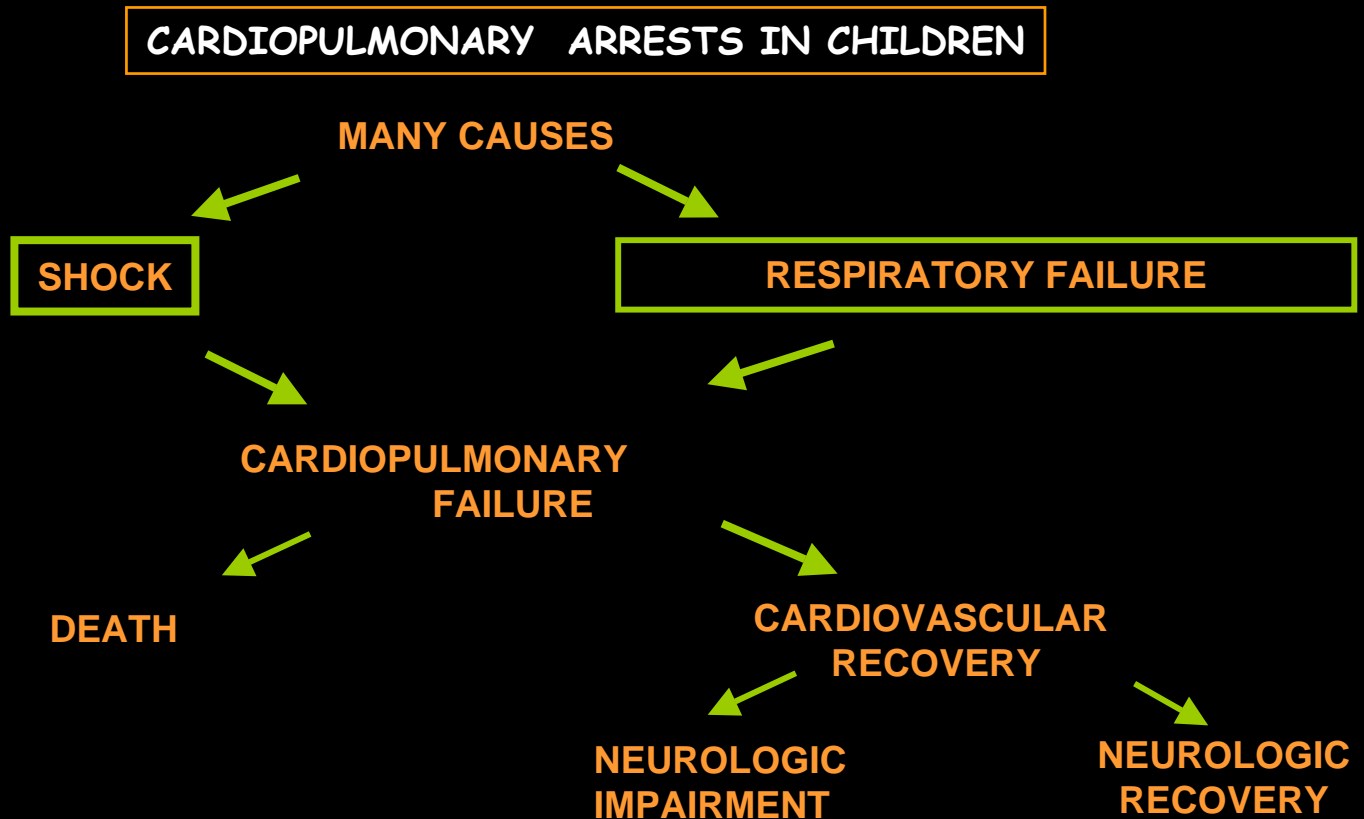 CARDIOPULMONARY ARRESTS IN CHILDREN
MANY CAUSES
SHOCK
RESPIRATORY FAILURE
CARDIOPULMONARY
FAILURE
DEATH
CARDIOVASCULAR
RECOVERY
NEUROLOGIC
IMPAIRMENT
NEUROLOGIC
RECOVERY